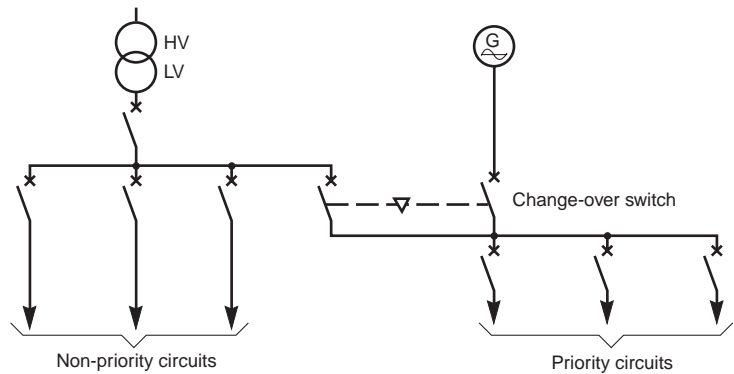 HV
LV
G
Change-over switch
Non-priority circuits
Priority circuits